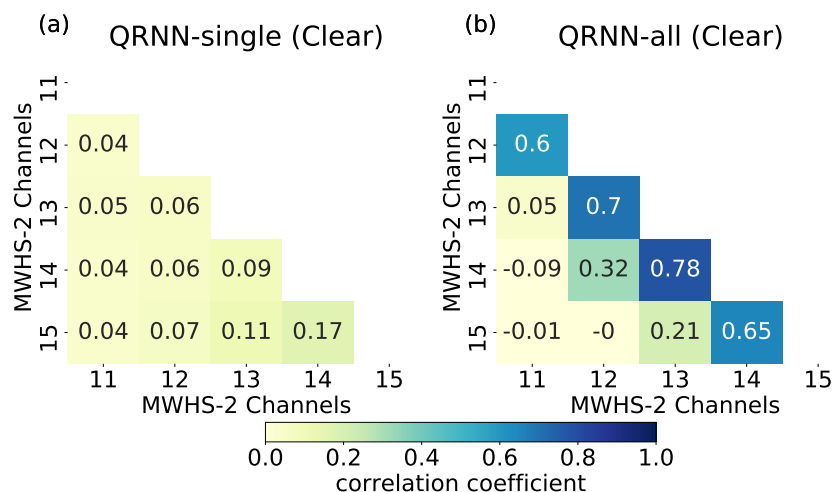 (a) QRNN-single (Clear)
MWHS-2 Channels
11
12 0.04
13 0.05 0.06
14 0.04 0.06 0.09
15 0.04 0.07 0.11 0.17
11 12 13 14 15
MWHS-2 Channels
(b) QRNN-all (Clear)
MWHS-2 Channels
11
12 0.6
13 0.05 0.7
14 -0.09 0.32 0.78
15 -0.01 -0 0.21 0.65
11 12 13 14 15
MWHS-2 Channels
0.0 0.2 0.4 0.6 0.8 1.0
correlation coefficient